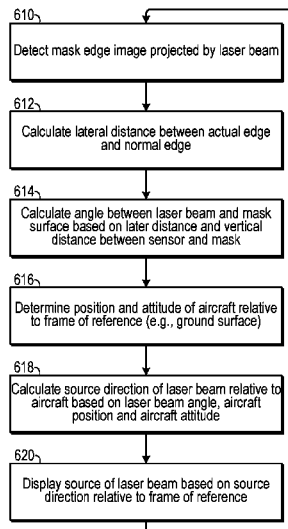 610
Detect mask edge image projected by laser beam
612
Calculate lateral distance between actual edge
and normal edge
614
Calculate angle between laser beam and mask
surface based on later distance and vertical
distance between sensor and mask
616
Determine position and attitude of aircraft relative
to frame of reference (e.g., ground surface)
618
Calculate source direction of laser beam relative to
aircraft based on laser beam angle, aircraft
position and aircraft attitude
620
Display source of laser beam based on source
direction relative to frame of reference